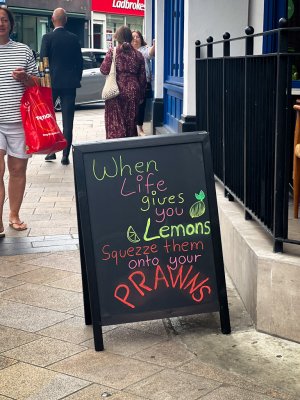 Ladbrokes
When
Life
gives
you
Lemons
Squezze them
onto your
PRAWNS